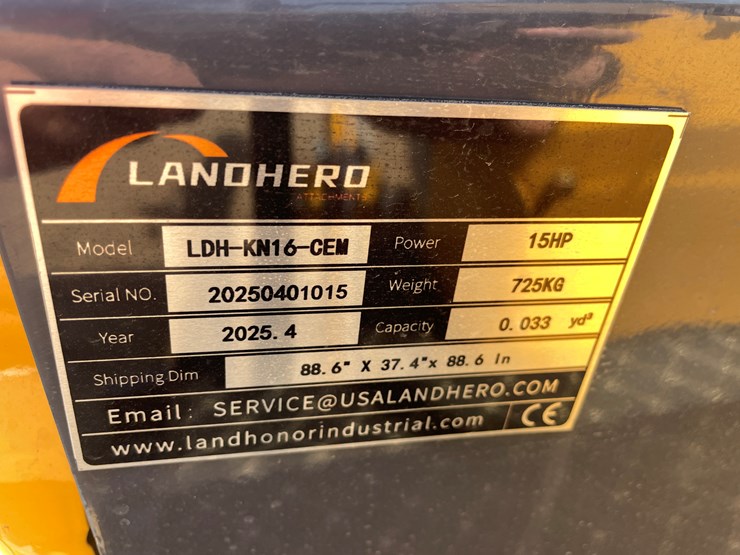 LANDHERO
ATTACHMENTS
Model LDH-KN16-CEM Power 15HP
Serial NO. 20250401015 Weight 725KG
Year 2025.4 Capacity 0.033 yd³
Shipping Dim 88.6" X 37.4"x 88.6 In
Email: SERVICE@USALANDHERO.COM
www.landhonorindustrial.com CE